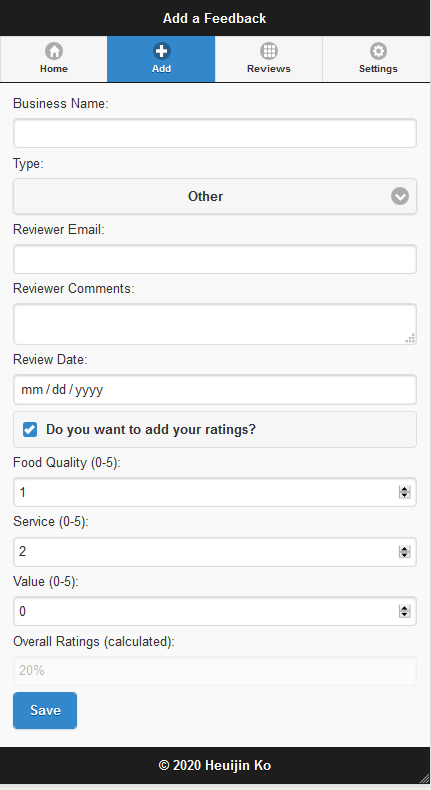 Add a Feedback
Home Add Reviews Settings
Business Name:
Type:
Other
Reviewer Email:
Reviewer Comments:
Review Date:
mm / dd / yyyy
Do you want to add your ratings?
Food Quality (0-5):
1
Service (0-5):
2
Value (0-5):
0
Overall Ratings (calculated):
20%
Save
© 2020 Heuijin Ko